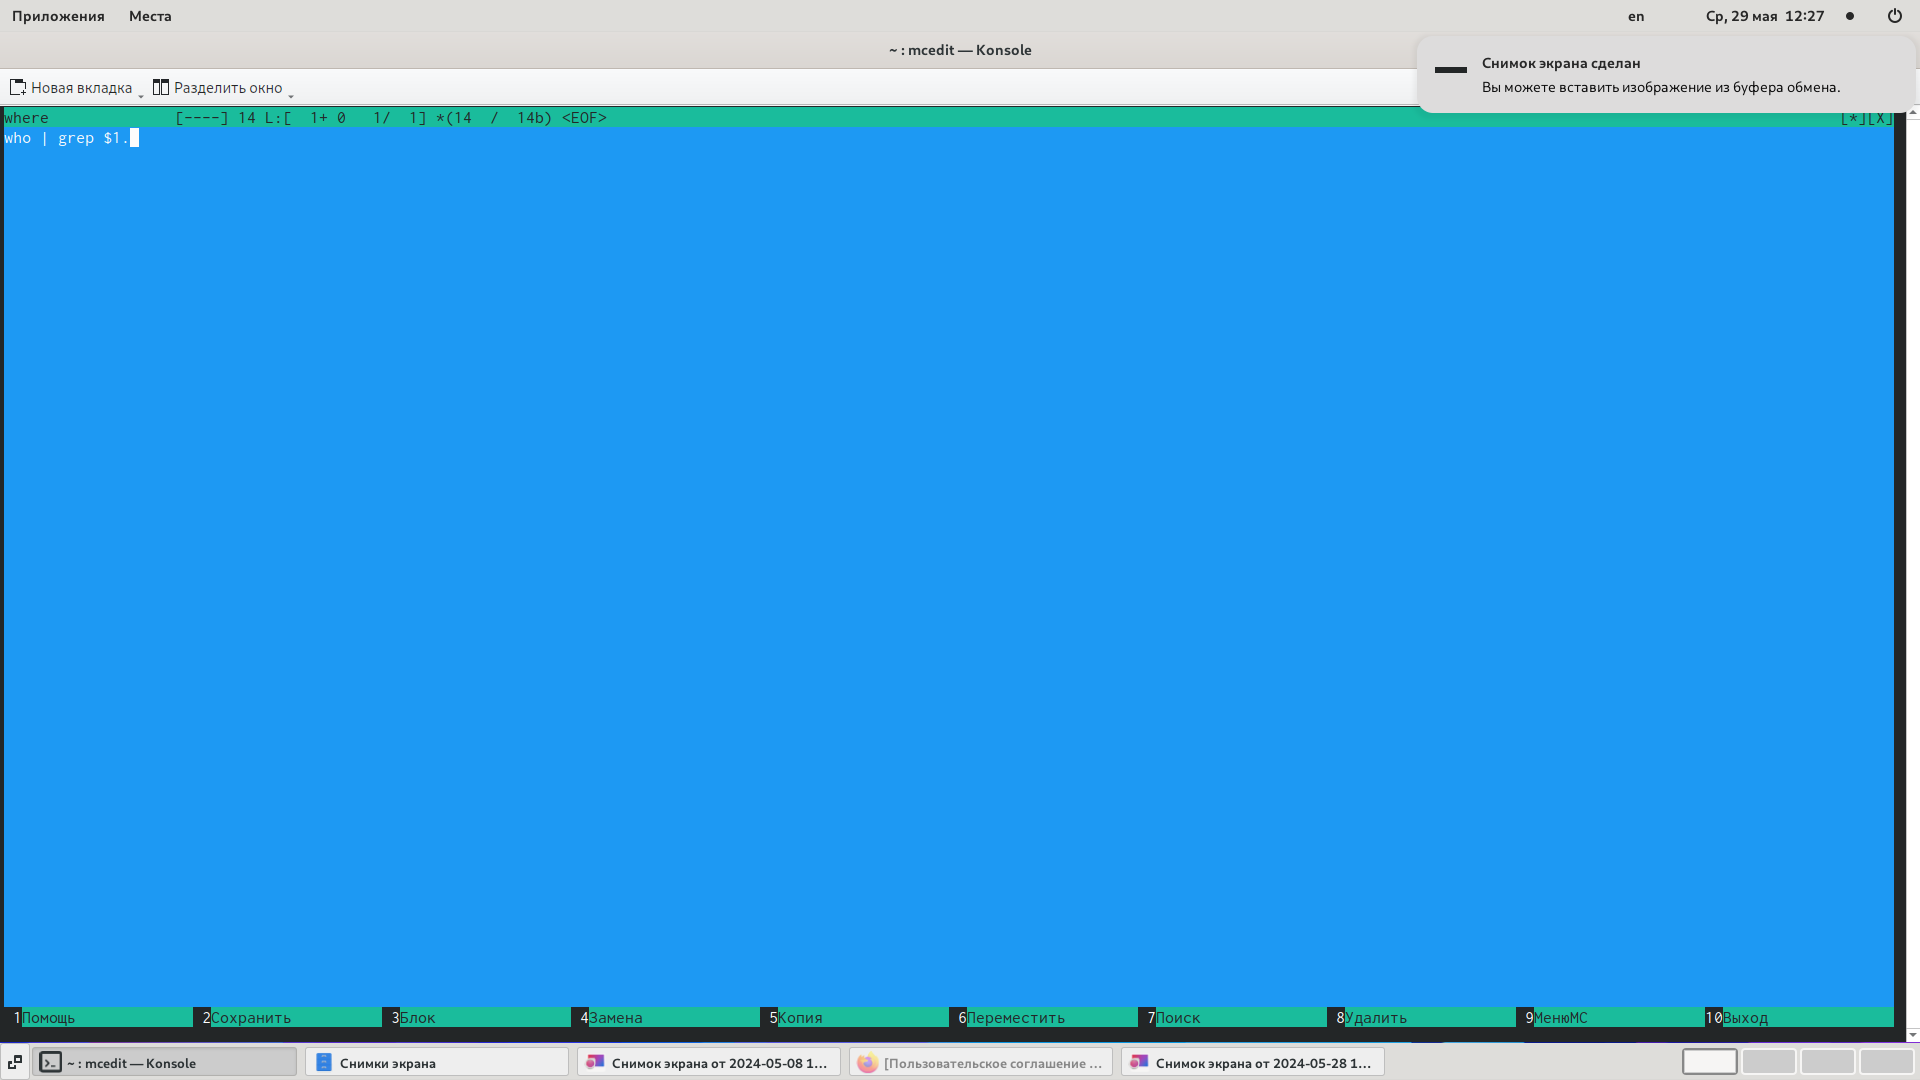 Приложения Места en Ср, 29 мая 12:27
~ : mcedit — Konsole
Снимок экрана сделан
Вы можете вставить изображение из буфера обмена.
Новая вкладка Разделить окно
where [----] 14 L:[ 1+ 0 1/ 1] *(14 / 14b) <EOF> [*][X]
who | grep $1.
1Помощь 2Сохранить 3Блок 4Замена 5Копия 6Переместить 7Поиск 8Удалить 9МенюMC 10Выход
~ : mcedit — Konsole Снимки экрана Снимок экрана от 2024-05-08 1... [Пользовательское соглашение ... Снимок экрана от 2024-05-28 1...